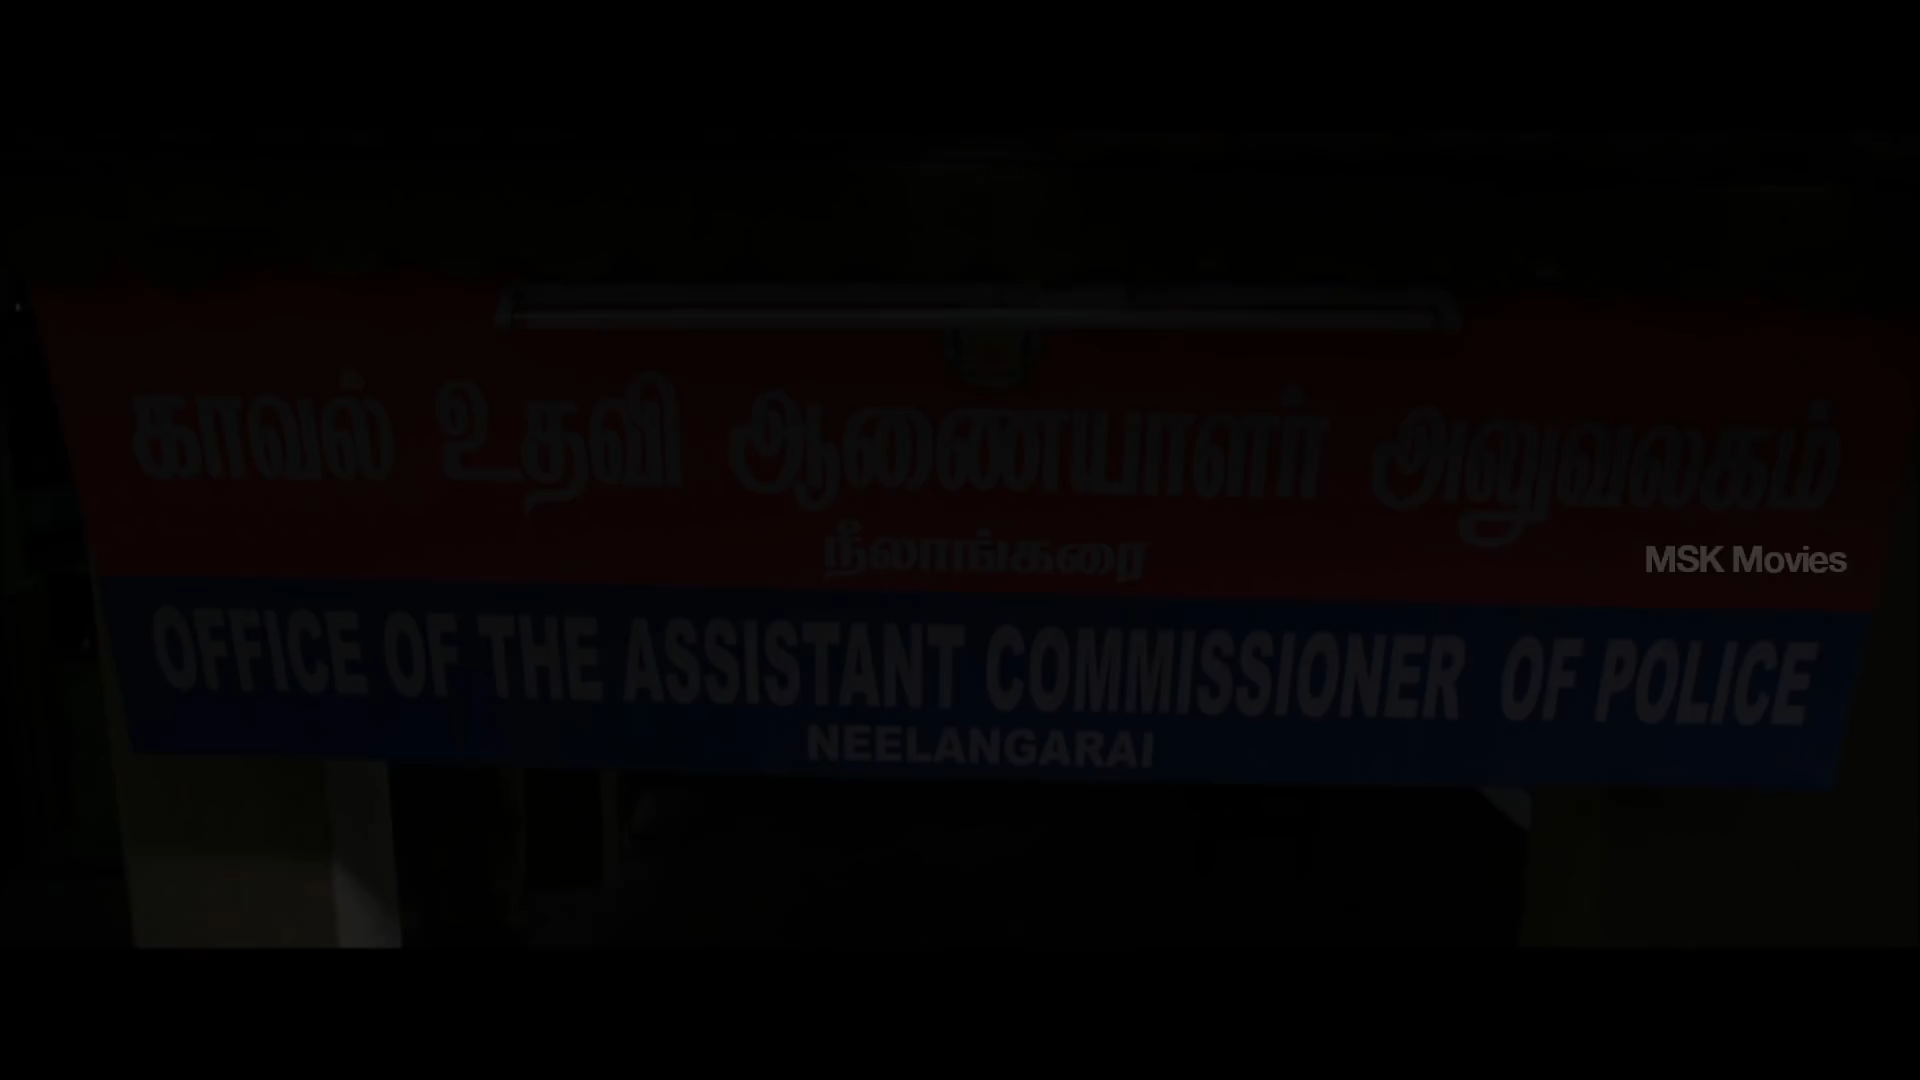 காவல் உதவி ஆணையாளர் அலுவலகம்
நீலாங்கரை
MSK Movies
OFFICE OF THE ASSISTANT COMMISSIONER OF POLICE
NEELANGARAI